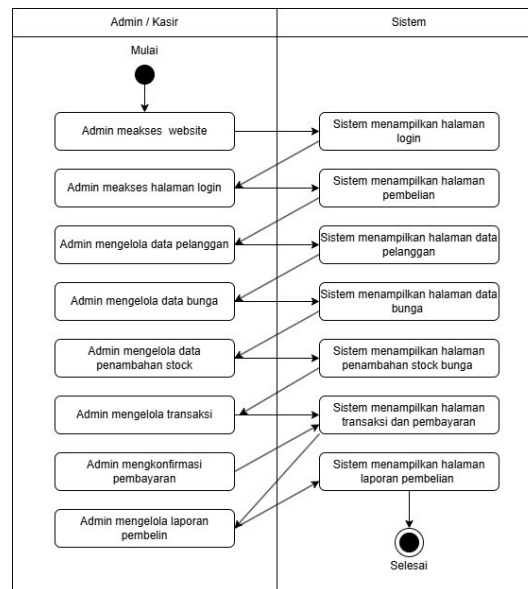 Admin / Kasir
Sistem
Mulai
Admin meakses website
Sistem menampilkan halaman
login
Admin meakses halaman login
Sistem menampilkan halaman
pembelian
Admin mengelola data pelanggan
Sistem menampilkan halaman data
pelanggan
Admin mengelola data bunga
Sistem menampilkan halaman data
bunga
Admin mengelola data
penambahan stock
Sistem menampilkan halaman
penambahan stock bunga
Admin mengelola transaksi
Sistem menampilkan halaman
transaksi dan pembayaran
Admin mengkonfirmasi
pembayaran
Sistem menampilkan halaman
laporan pembelian
Admin mengelola laporan
pembelin
Selesai